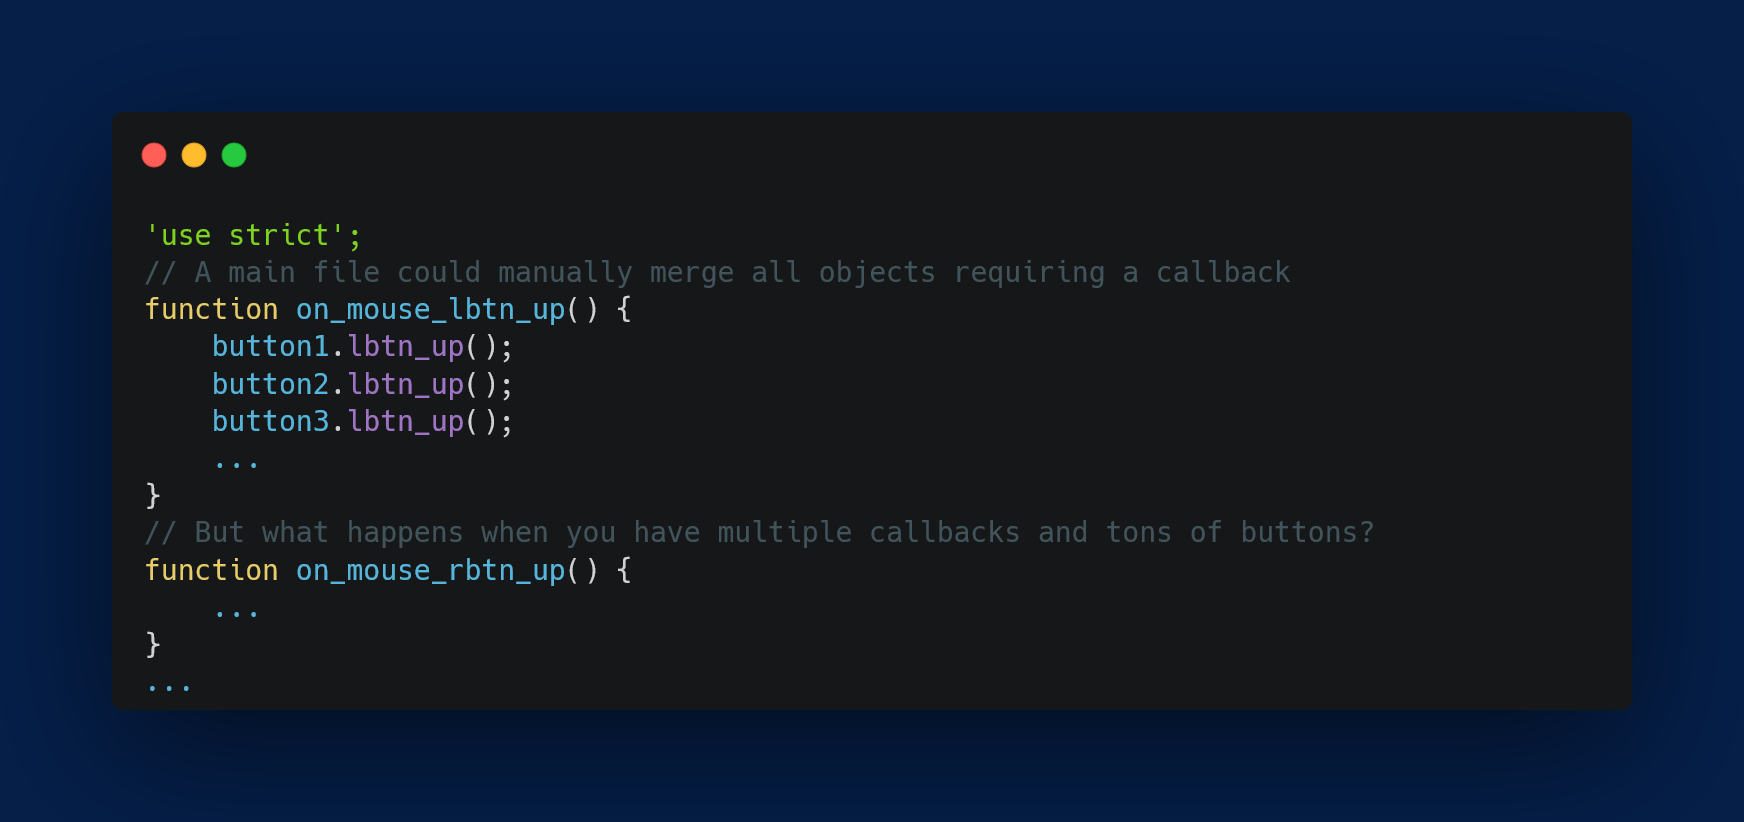 'use strict';
// A main file could manually merge all objects requiring a callback
function on_mouse_lbtn_up() {
    button1.lbtn_up();
    button2.lbtn_up();
    button3.lbtn_up();
    ...
}
// But what happens when you have multiple callbacks and tons of buttons?
function on_mouse_rbtn_up() {
    ...
}
...